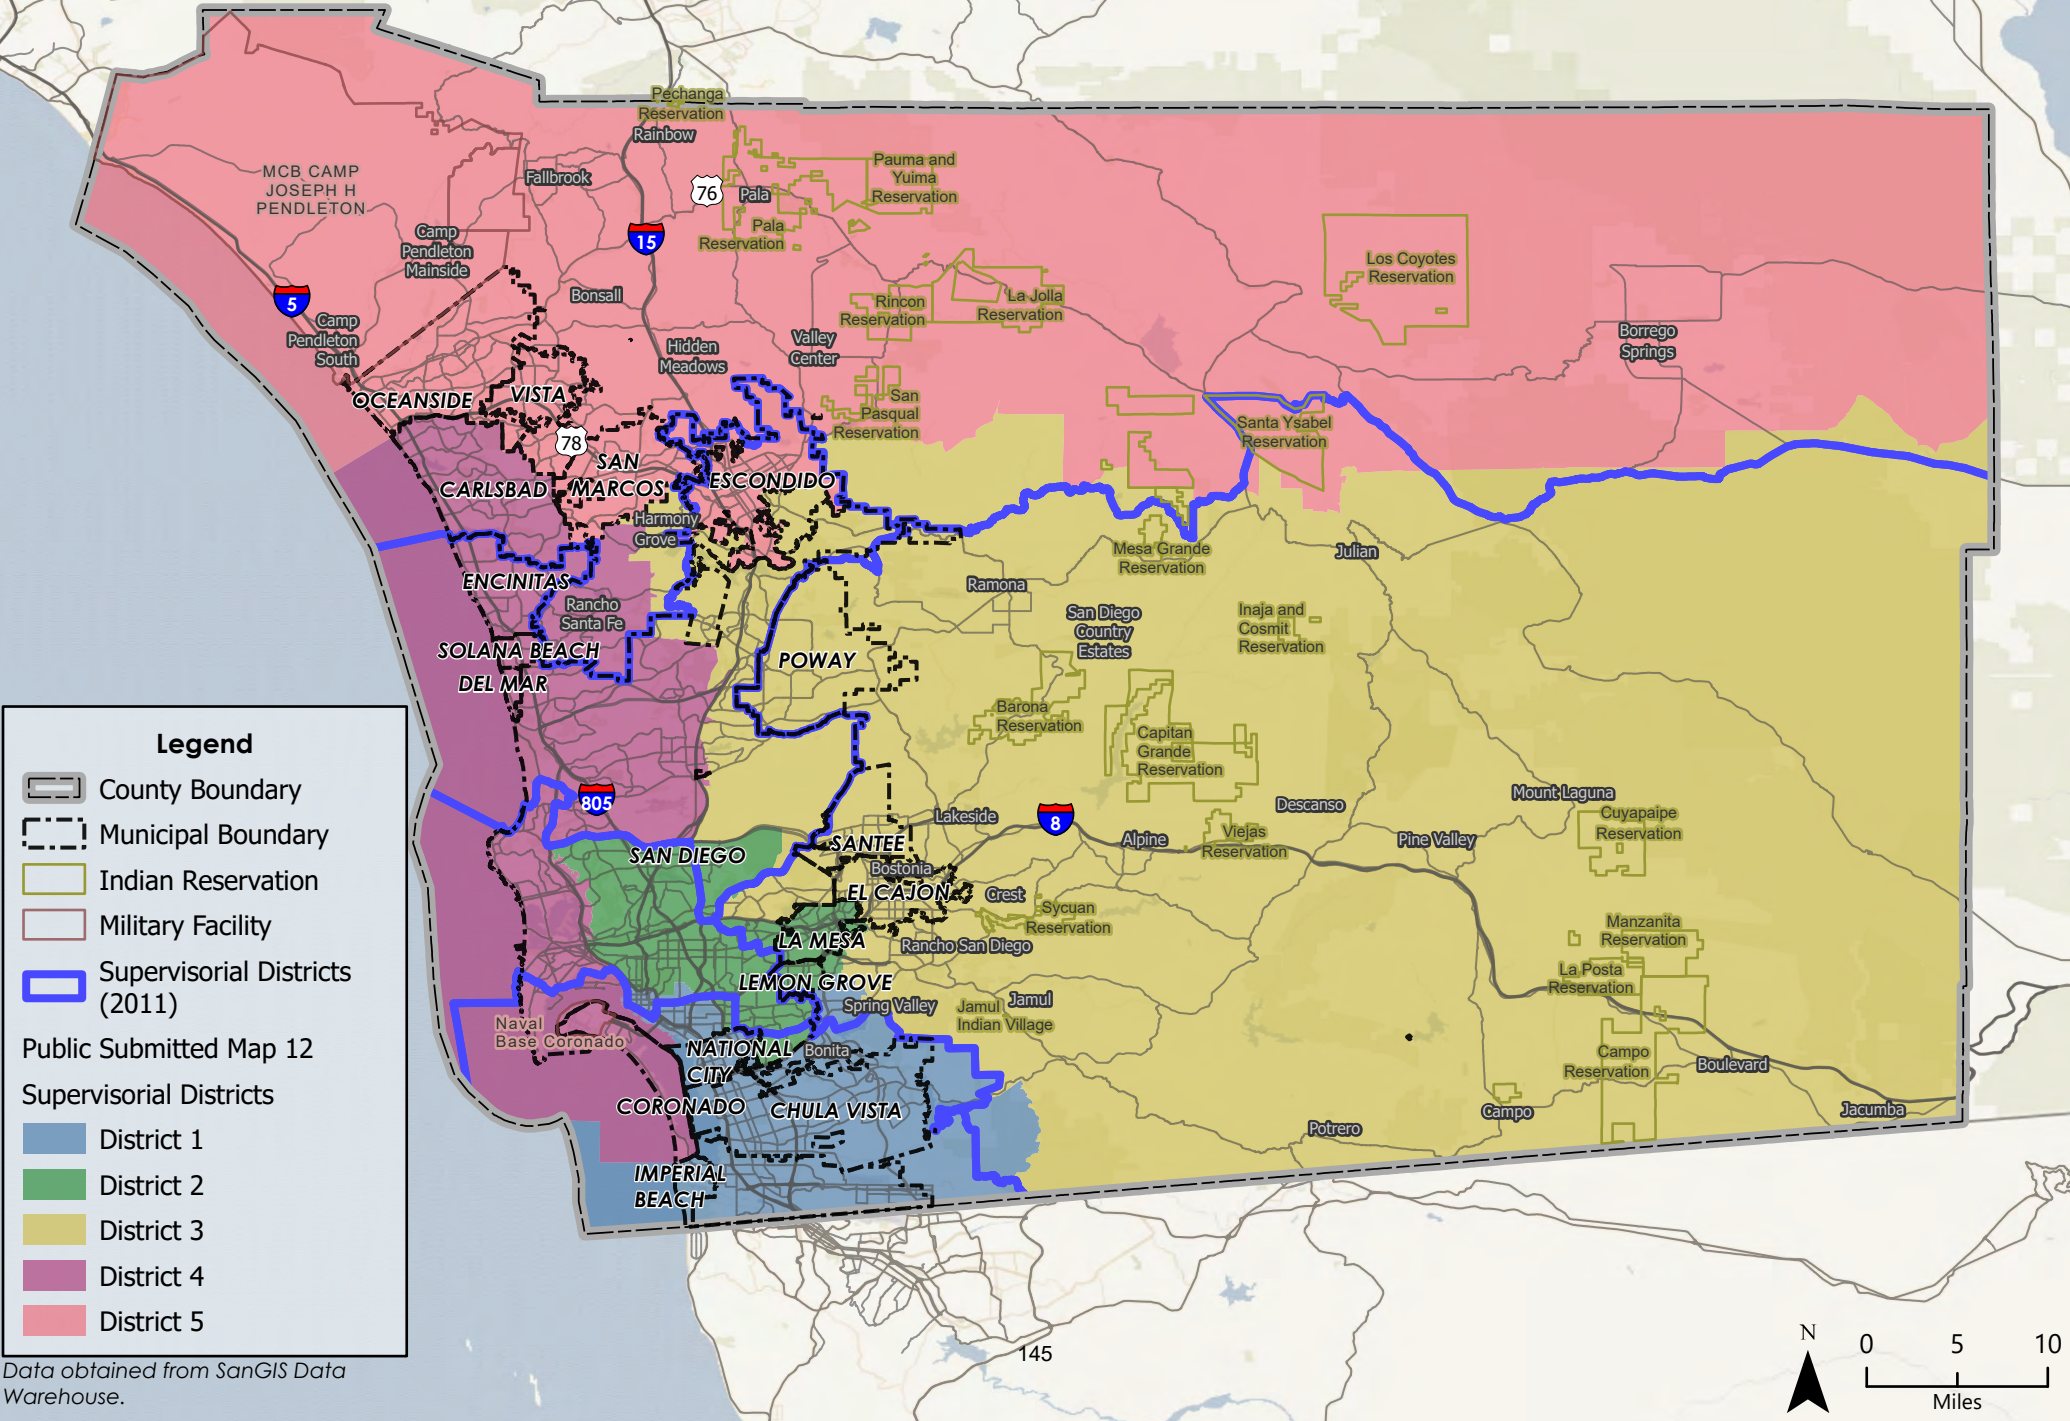 Pechanga
Reservation
Rainbow
MCB CAMP
JOSEPH H
PENDLETON
Fallbrook
76
Pala
Pauma and
Yuima
Reservation
Pala
Reservation
Camp
Pendleton
Mainside
15
Los Coyotes
Reservation
5
Bonsall
Rincon
Reservation
La Jolla
Reservation
Camp
Pendleton
South
Hidden
Meadows
Valley
Center
Borrego
Springs
OCEANSIDE
VISTA
San
Pasqual
Reservation
Santa Ysabel
Reservation
78
SAN
MARCOS
CARLSBAD
ESCONDIDO
Harmony
Grove
Mesa Grande
Reservation
Julian
ENCINITAS
Rancho
Santa Fe
Ramona
San Diego
Country
Estates
Inaja and
Cosmit
Reservation
SOLANA BEACH
DEL MAR
POWAY
Barona
Reservation
Capitan
Grande
Reservation
805
Lakeside
8
Descanso
Mount Laguna
Cuyapaipe
Reservation
SAN DIEGO
SANTEE
Alpine
Viejas
Reservation
Pine Valley
Bostonia
EL CAJON
Crest
Sycuan
Reservation
LA MESA
Rancho San Diego
Manzanita
Reservation
LEMON GROVE
La Posta
Reservation
Spring Valley
Jamul
Indian Village
Jamul
Naval
Base Coronado
NATIONAL
CITY
Bonita
Campo
Reservation
Boulevard
CORONADO
CHULA VISTA
Campo
Jacumba
Potrero
IMPERIAL
BEACH
Legend
County Boundary
Municipal Boundary
Indian Reservation
Military Facility
Supervisorial Districts
(2011)
Public Submitted Map 12
Supervisorial Districts
District 1
District 2
District 3
District 4
District 5
Data obtained from SanGIS Data
Warehouse.
145
N
0 5 10
Miles